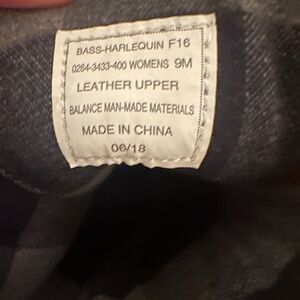 BASS-HARLEQUIN F16
0264-3433-400 WOMENS 9M
LEATHER UPPER
BALANCE MAN-MADE MATERIALS
MADE IN CHINA
06/18